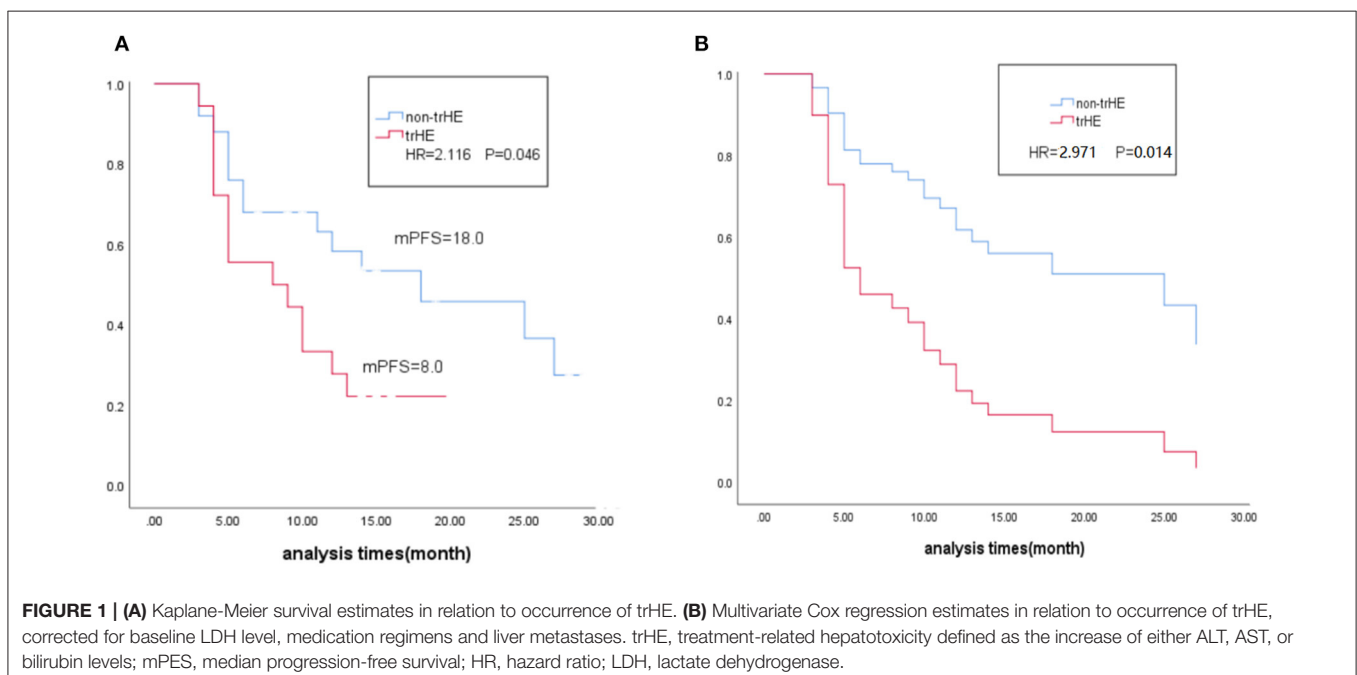 A
1.0
0.8
0.6
0.4
0.2
0.0
non-trHE
trHE
HR=2.116 P=0.046
mPFS=18.0
mPFS=8.0
.00 5.00 10.00 15.00 20.00 25.00 30.00
analysis times(month)
B
1.0
0.8
0.6
0.4
0.2
0.0
non-trHE
trHE
HR=2.971 P=0.014
.00 5.00 10.00 15.00 20.00 25.00 30.00
analysis times(month)
FIGURE 1 | (A) Kaplane-Meier survival estimates in relation to occurrence of trHE. (B) Multivariate Cox regression estimates in relation to occurrence of trHE,
corrected for baseline LDH level, medication regimens and liver metastases. trHE, treatment-related hepatotoxicity defined as the increase of either ALT, AST, or
bilirubin levels; mPES, median progression-free survival; HR, hazard ratio; LDH, lactate dehydrogenase.